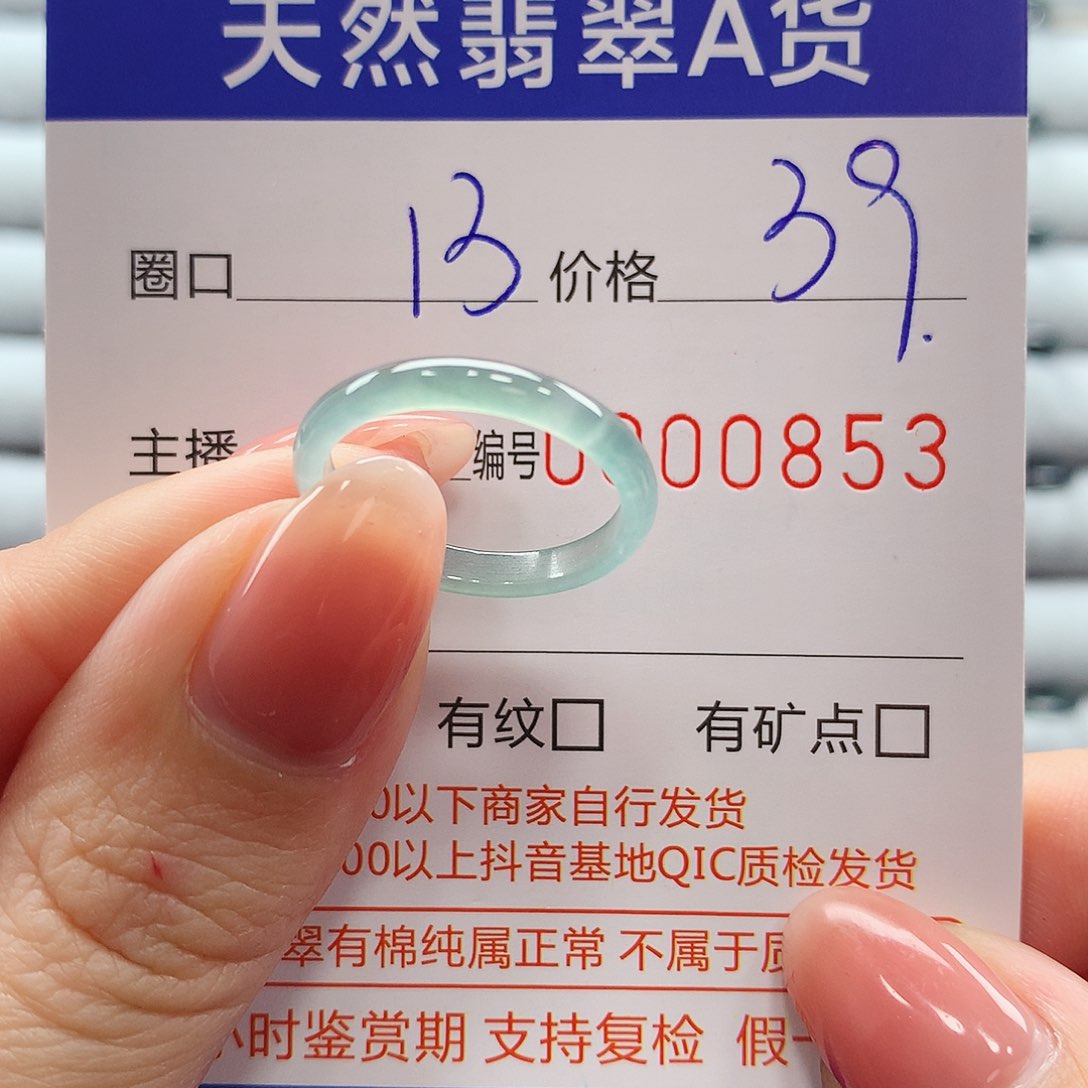 天然翡翠A货
圈口 13 价格 39.
主播 编号 0000853
有纹□ 有矿点□
0以下商家自行发货
00以上抖音基地QIC质检发货
翠有棉纯属正常 不属于质
小时鉴赏期 支持复检 假一